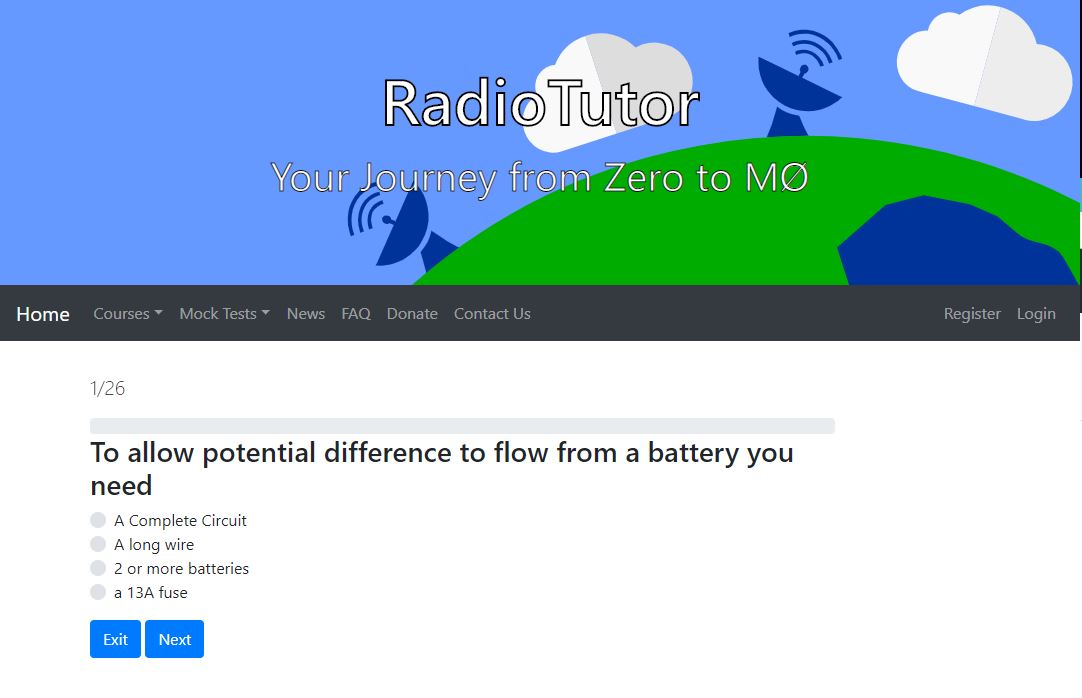 RadioTutor
Your Journey from Zero to MØ
Home Courses Mock Tests News FAQ Donate Contact Us Register Login
1/26
To allow potential difference to flow from a battery you
need
A Complete Circuit
A long wire
2 or more batteries
a 13A fuse
Exit Next